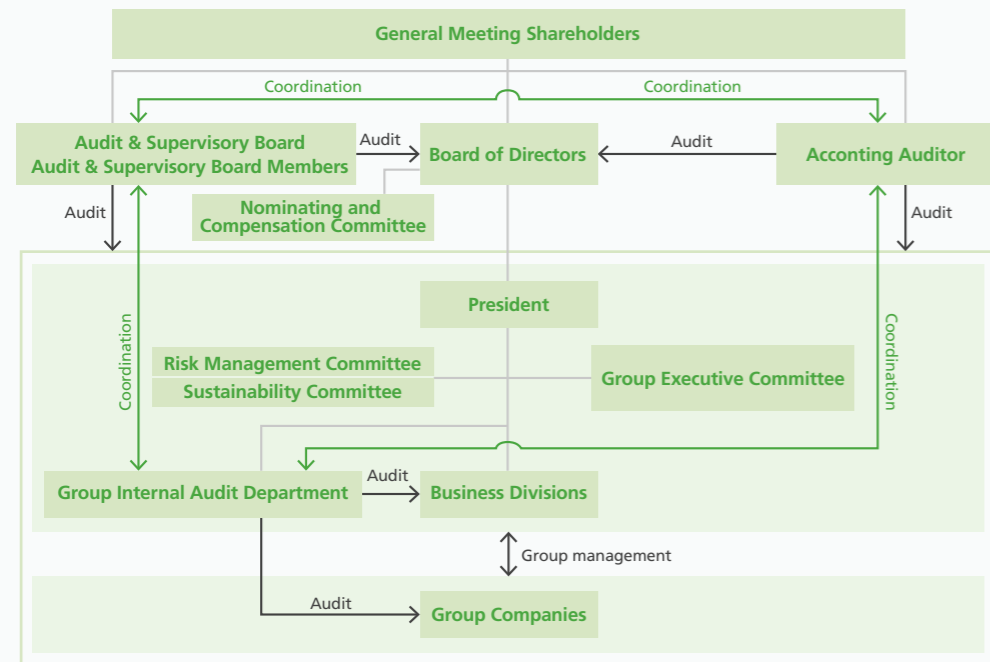 General Meeting Shareholders
Coordination
Coordination
Audit & Supervisory Board
Audit & Supervisory Board Members
Audit
Board of Directors
Audit
Acconting Auditor
Nominating and
Compensation Committee
Audit
Audit
President
Risk Management Committee
Sustainability Committee
Group Executive Committee
Coordination
Coordination
Group Internal Audit Department
Audit
Business Divisions
Group management
Audit
Group Companies